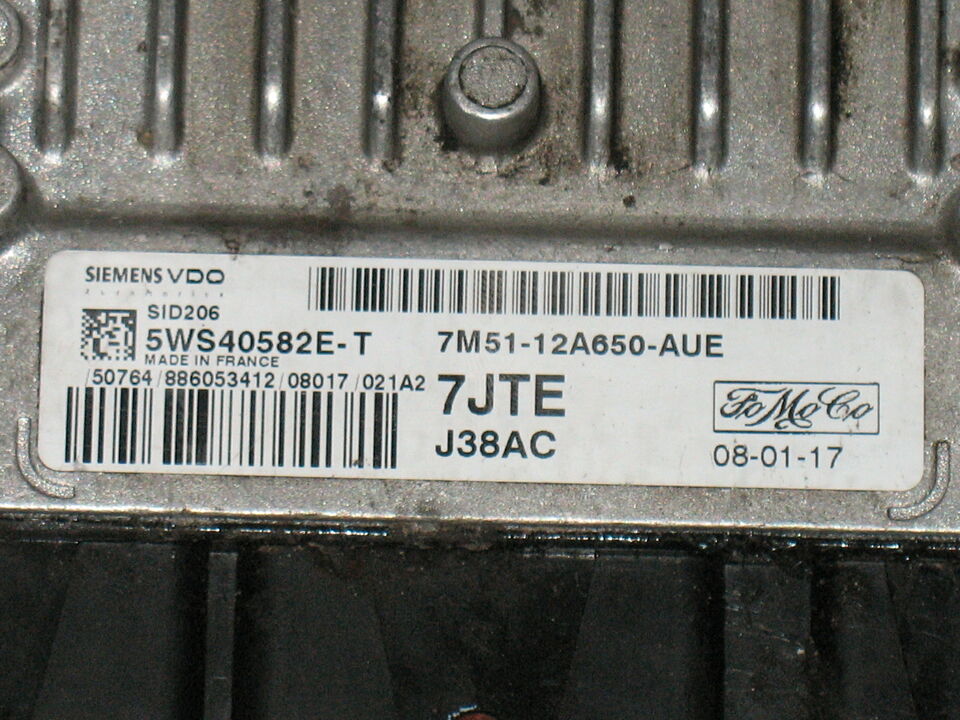 SIEMENS VDO
Automotive
SID206
5WS40582E-T
MADE IN FRANCE
/50764/886053412/08017/021A2
7M51-12A650-AUE
7JTE
J38AC
FoMoCo
08-01-17